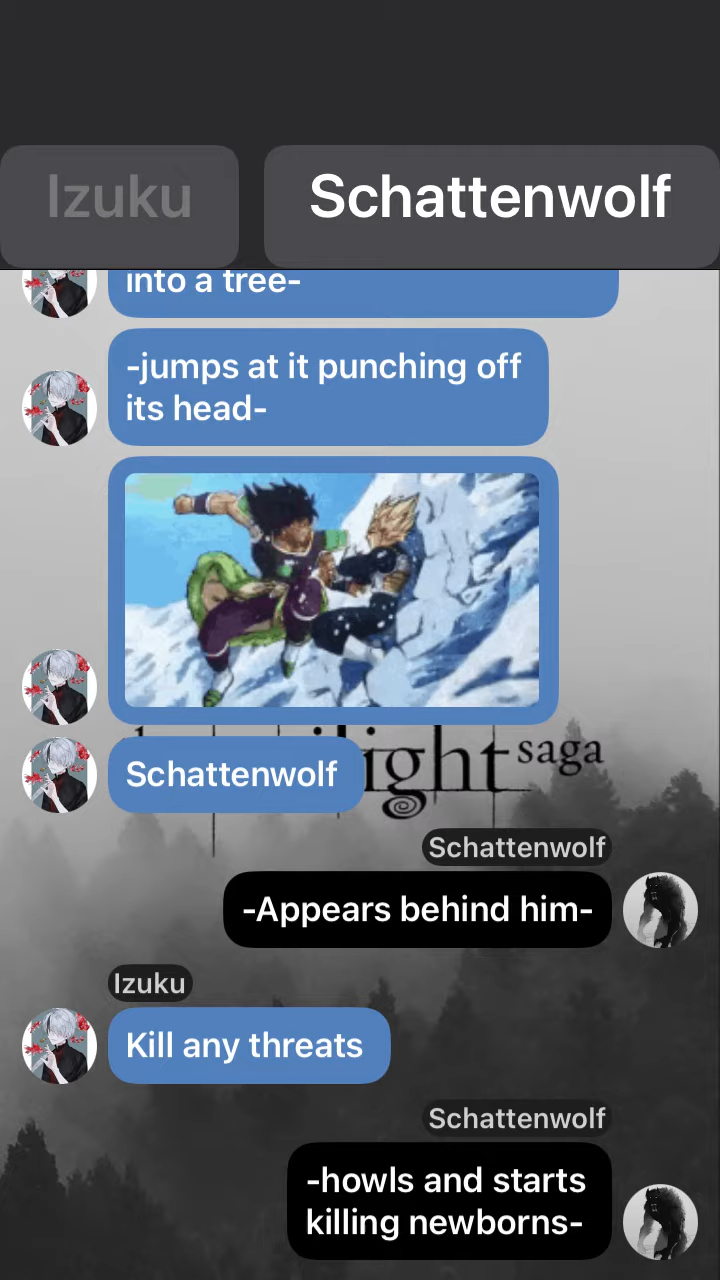 Izuku
Schattenwolf
into a tree-
-jumps at it punching off
its head-
saga
Schattenwolf
Schattenwolf
-Appears behind him-
Izuku
Kill any threats
Schattenwolf
-howls and starts
killing newborns-